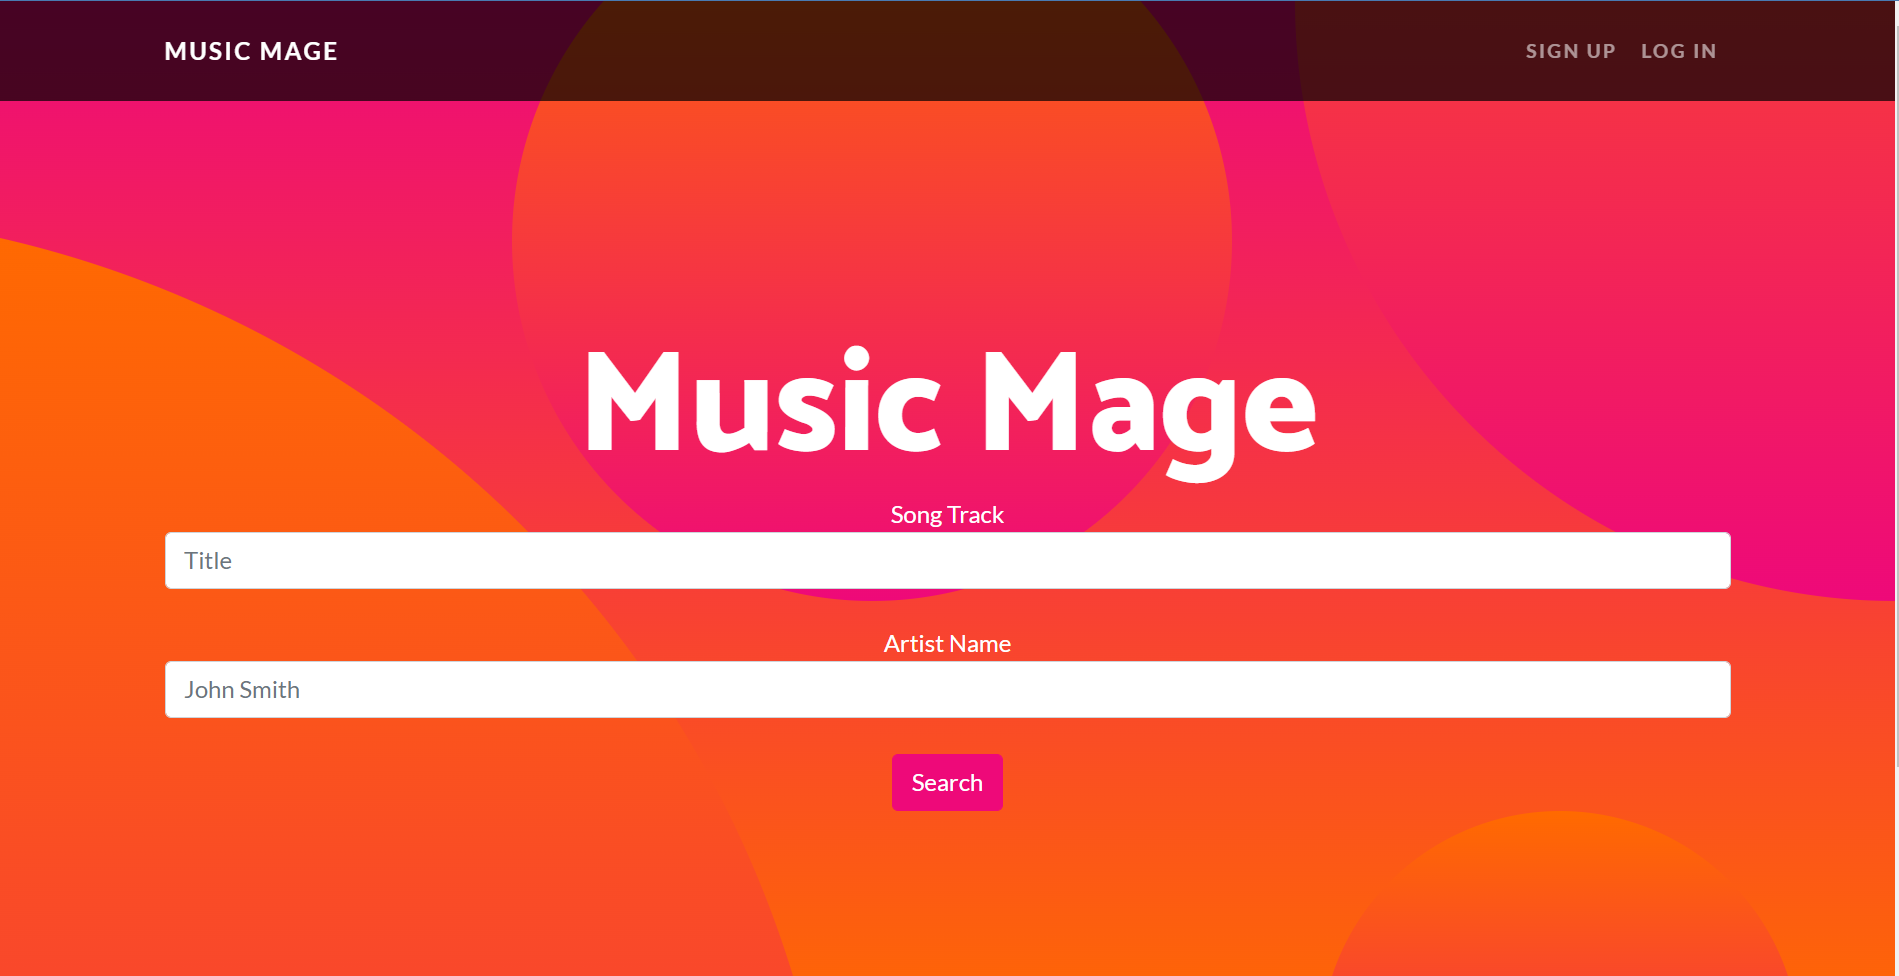 MUSIC MAGE
SIGN UP LOG IN
Music Mage
Song Track
Title
Artist Name
John Smith
Search